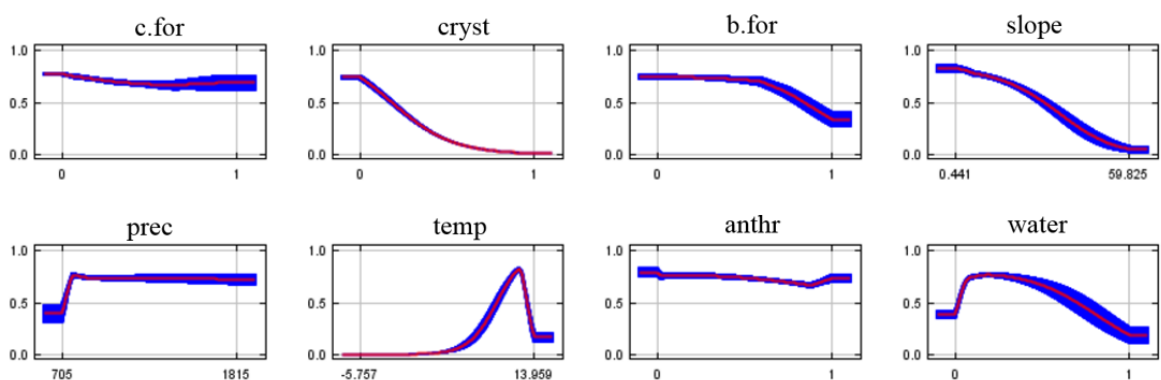 c.for cryst b.for slope
1.0 1.0 1.0 1.0
0.5 0.5 0.5 0.5
0.0 0.0 0.0 0.0
0 1 0 1 0 1 0.441 59.825
prec temp anthr water
1.0 1.0 1.0 1.0
0.5 0.5 0.5 0.5
0.0 0.0 0.0 0.0
705 1815 -5.757 13.959 0 1 0 1